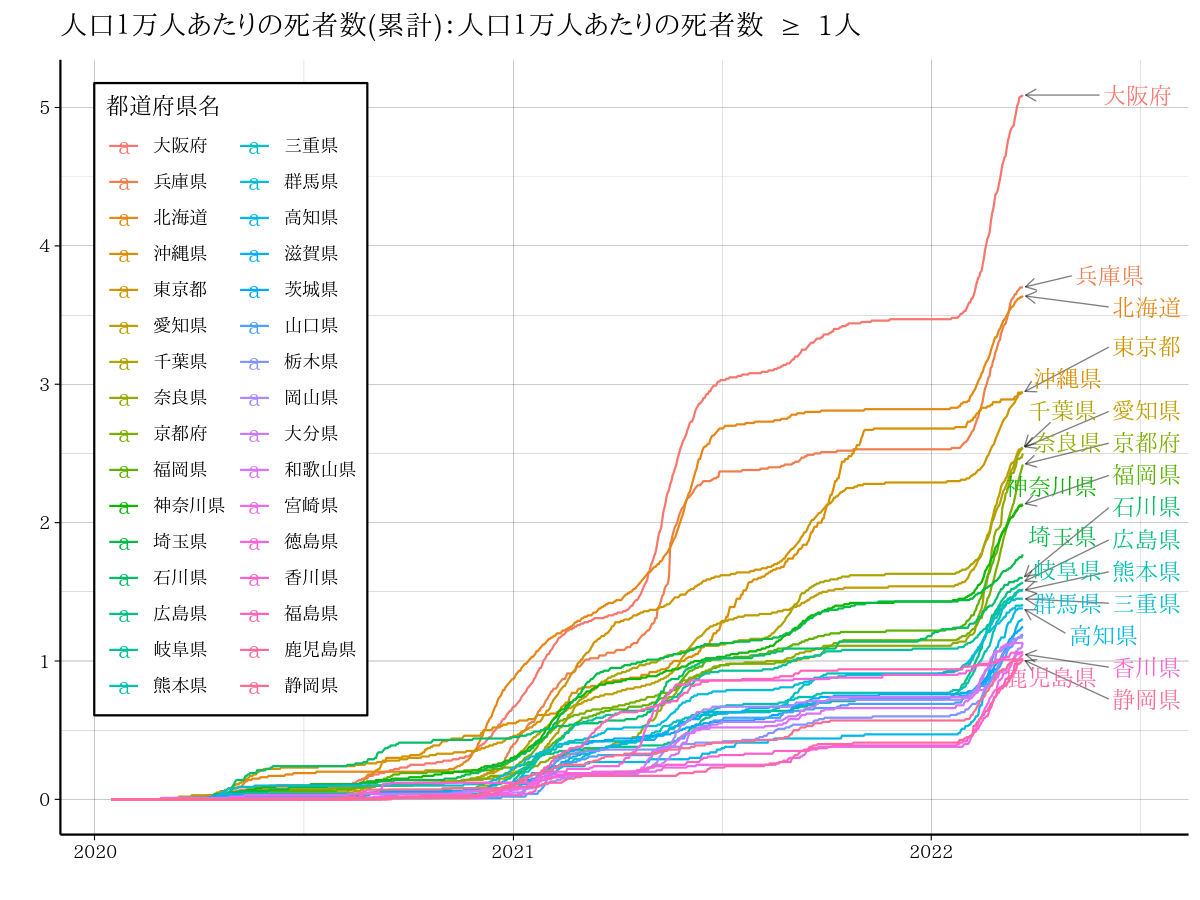 人口1万人あたりの死者数(累計)：人口1万人あたりの死者数 ≥ 1人
都道府県名
a 大阪府
a 兵庫県
a 北海道
a 沖縄県
a 東京都
a 愛知県
a 千葉県
a 奈良県
a 京都府
a 福岡県
a 神奈川県
a 埼玉県
a 石川県
a 広島県
a 岐阜県
a 熊本県
a 三重県
a 群馬県
a 高知県
a 滋賀県
a 茨城県
a 山口県
a 栃木県
a 岡山県
a 大分県
a 和歌山県
a 宮崎県
a 徳島県
a 香川県
a 福島県
a 鹿児島県
a 静岡県
5
4
3
2
1
0
2020
2021
2022
大阪府
兵庫県
北海道
東京都
沖縄県
千葉県
愛知県
奈良県
京都府
福岡県
神奈川県
石川県
埼玉県
広島県
岐阜県
熊本県
群馬県
三重県
高知県
香川県
鹿児島県
静岡県